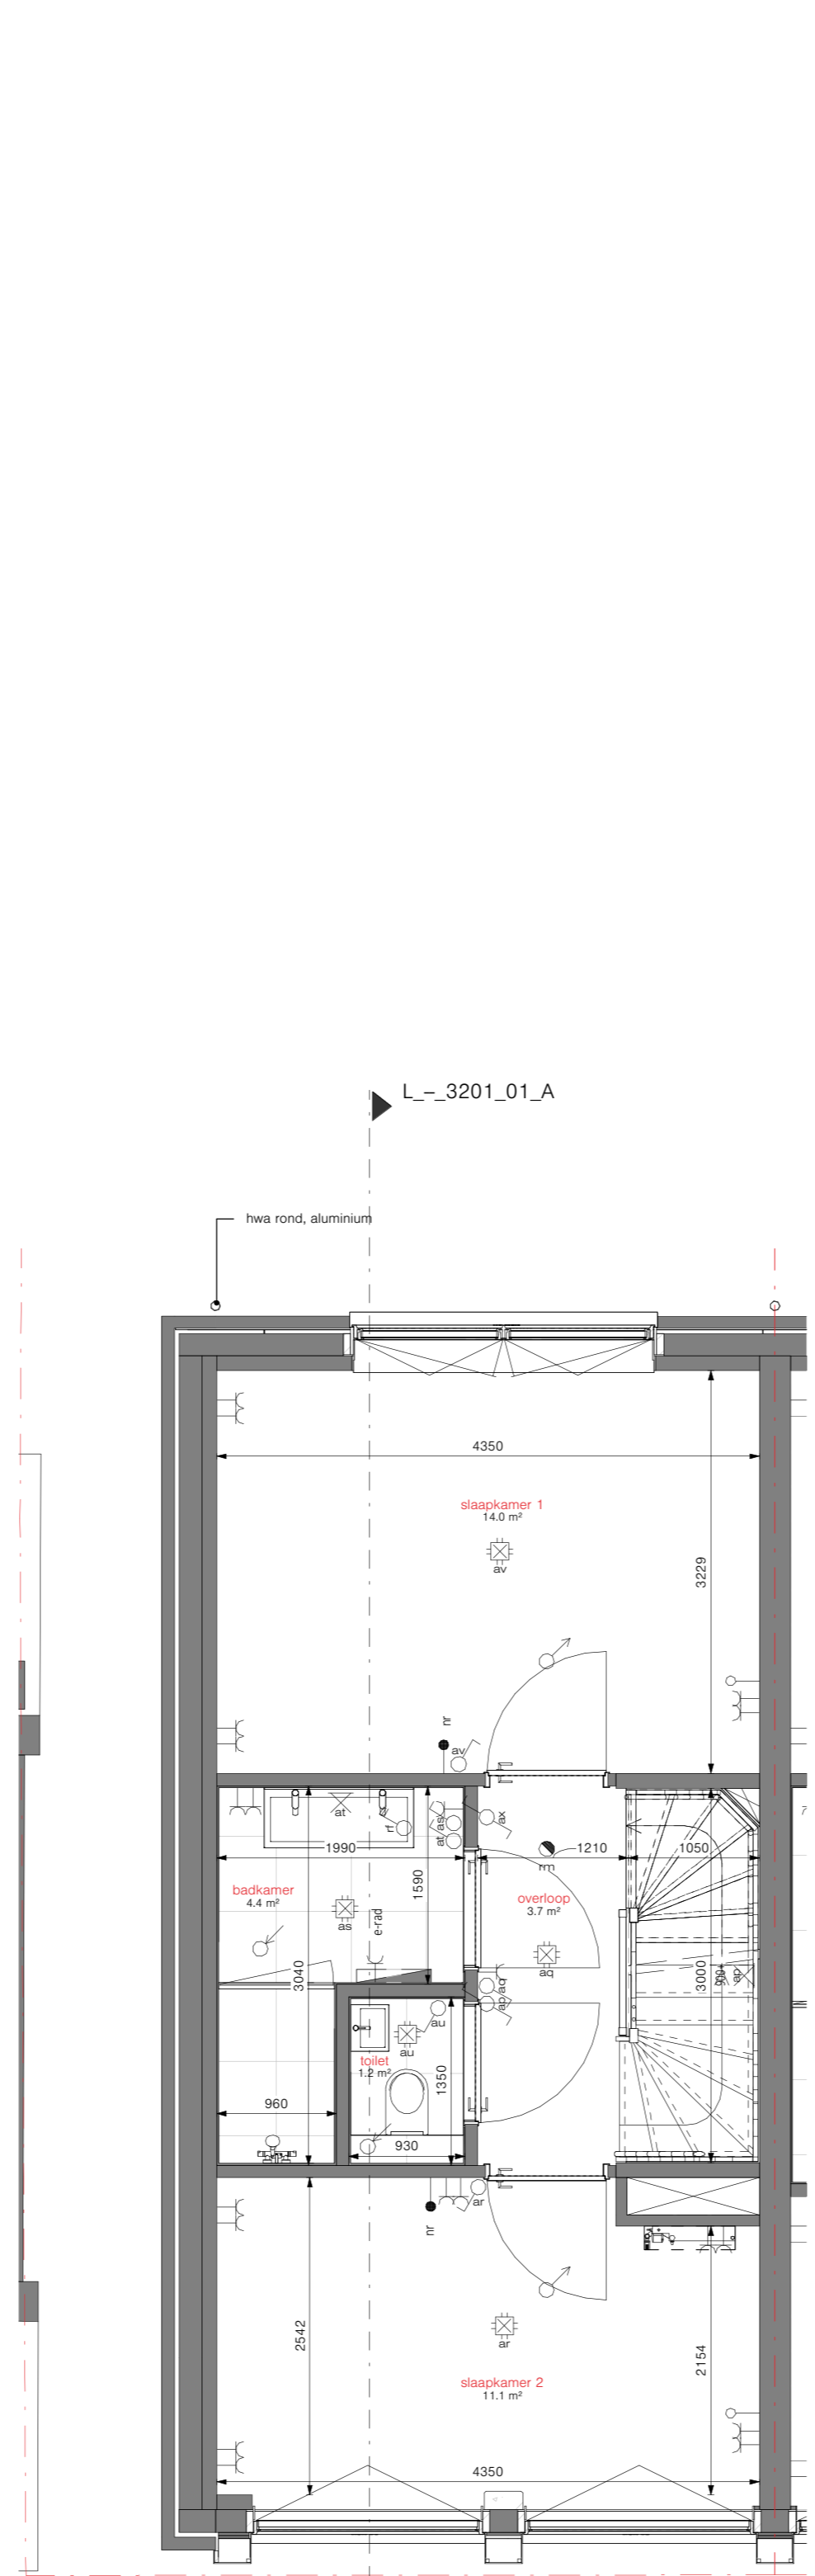 L_–_3201_01_A
hwa rond, aluminium
4350
slaapkamer 1
14.0 m²
av
3229
nr
av
at
rf
at as
ax
1990
1590
rm
1210
1050
badkamer
4.4 m²
as
e-rad
overloop
3.7 m²
aq
3040
3000
ap
ap aq
au
au
toilet
1.2 m²
1350
960
930
ar
nr
2542
ar
2154
slaapkamer 2
11.1 m²
4350